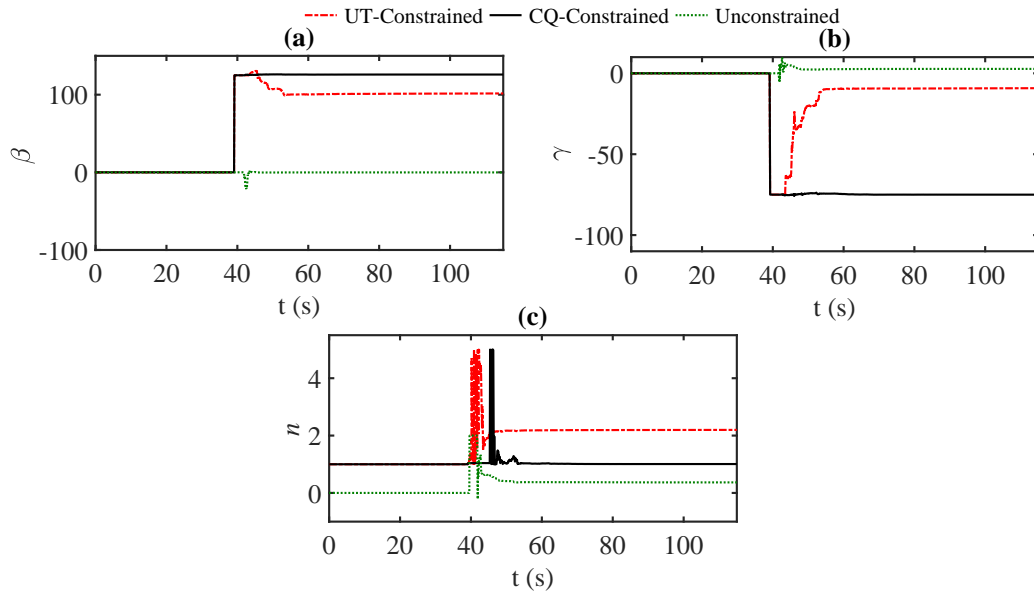 UT-Constrained CQ-Constrained Unconstrained
(a)
(b)
100
0
-100
β
0 20 40 60 80 100
t (s)
0
-50
-100
γ
0 20 40 60 80 100
t (s)
(c)
4
2
0
n
0 20 40 60 80 100
t (s)